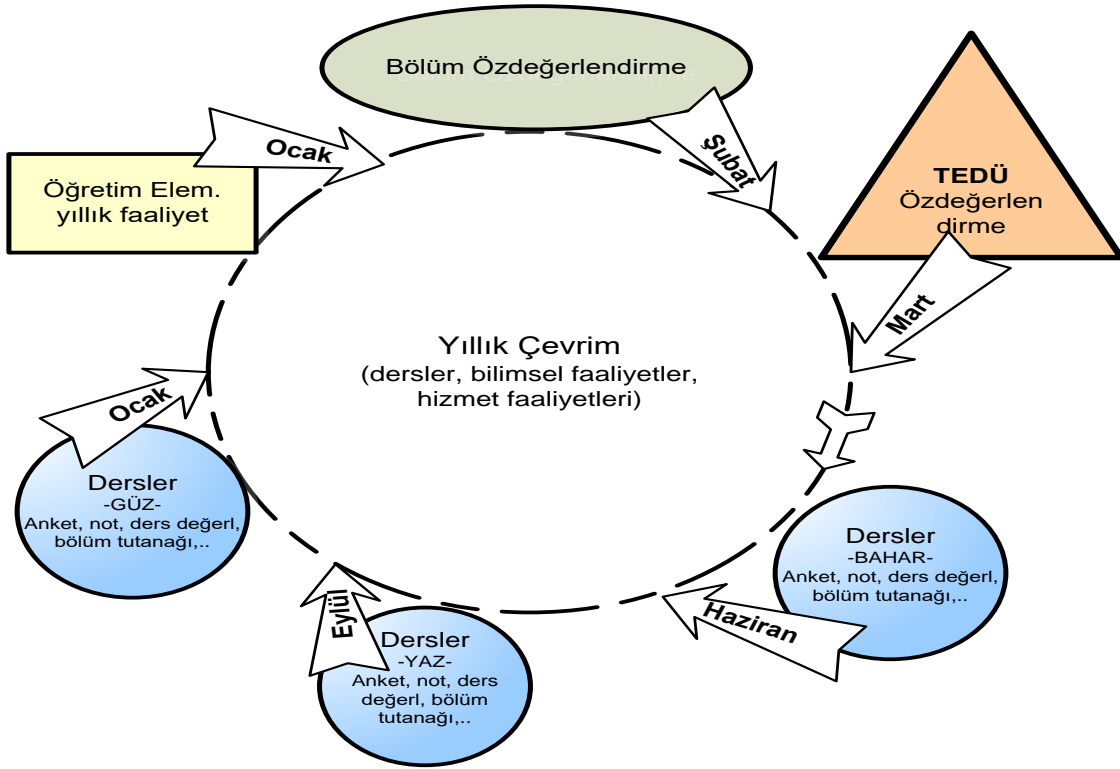 Bölüm Özdeğerlendirme
Ocak
Şubat
Öğretim Elem.
yıllık faaliyet
TEDÜ
Özdeğerlen
dirme
Mart
Yıllık Çevrim
(dersler, bilimsel faaliyetler,
hizmet faaliyetleri)
Ocak
Dersler
-GÜZ-
Anket, not, ders değerl,
bölüm tutanağı,..
Dersler
-BAHAR-
Anket, not, ders değerl,
bölüm tutanağı,..
Haziran
Eylül
Dersler
-YAZ-
Anket, not, ders
değerl, bölüm
tutanağı,..